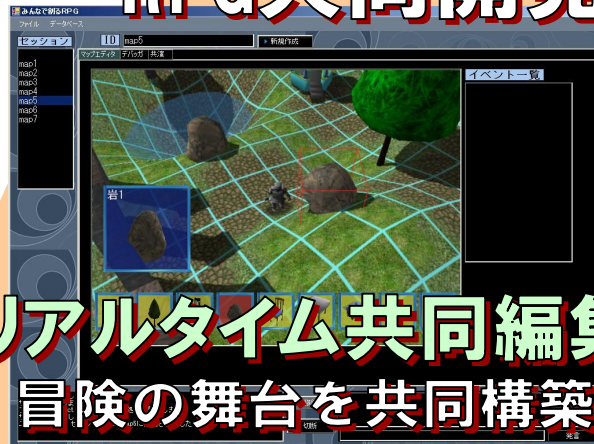 RPG共同開発
みんなで創るRPG
ファイル データベース
セッション
ID map5
新規作成
マップエディタ デバッガ 共演
map1
map2
map3
map4
map5
map6
map7
イベント一覧
岩1
リアルタイム共同編集
冒険の舞台を共同構築
切断
発言